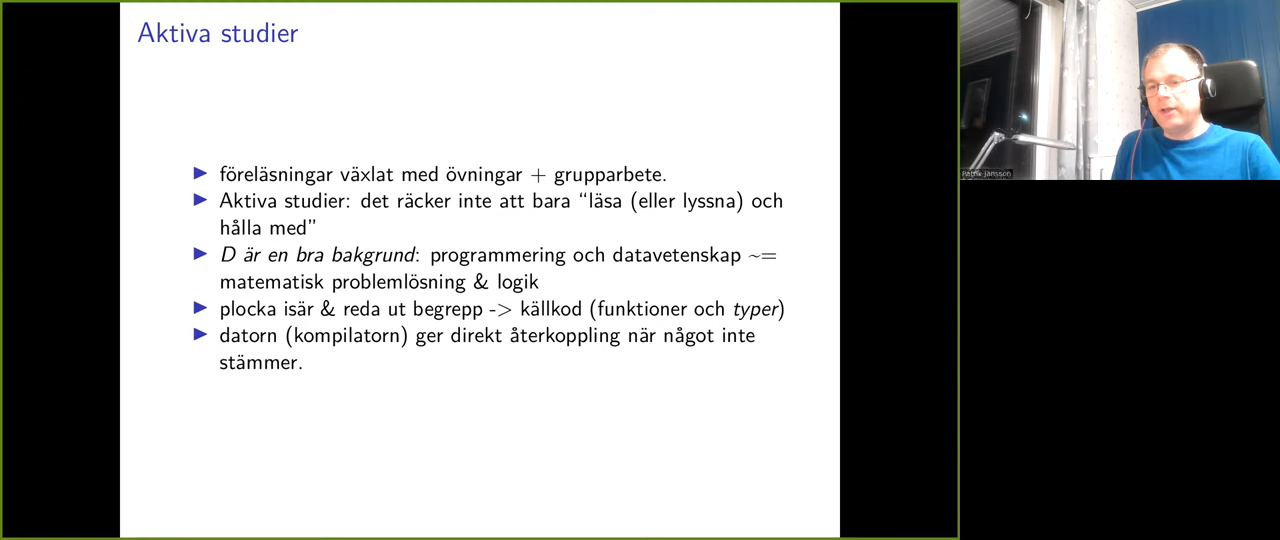 Aktiva studier
föreläsningar växlat med övningar + grupparbete.
Aktiva studier: det räcker inte att bara “läsa (eller lyssna) och
hålla med”
D är en bra bakgrund: programmering och datavetenskap ~=
matematisk problemlösning & logik
plocka isär & reda ut begrepp -> källkod (funktioner och typer)
datorn (kompilatorn) ger direkt återkoppling när något inte
stämmer.
Patrik Jansson